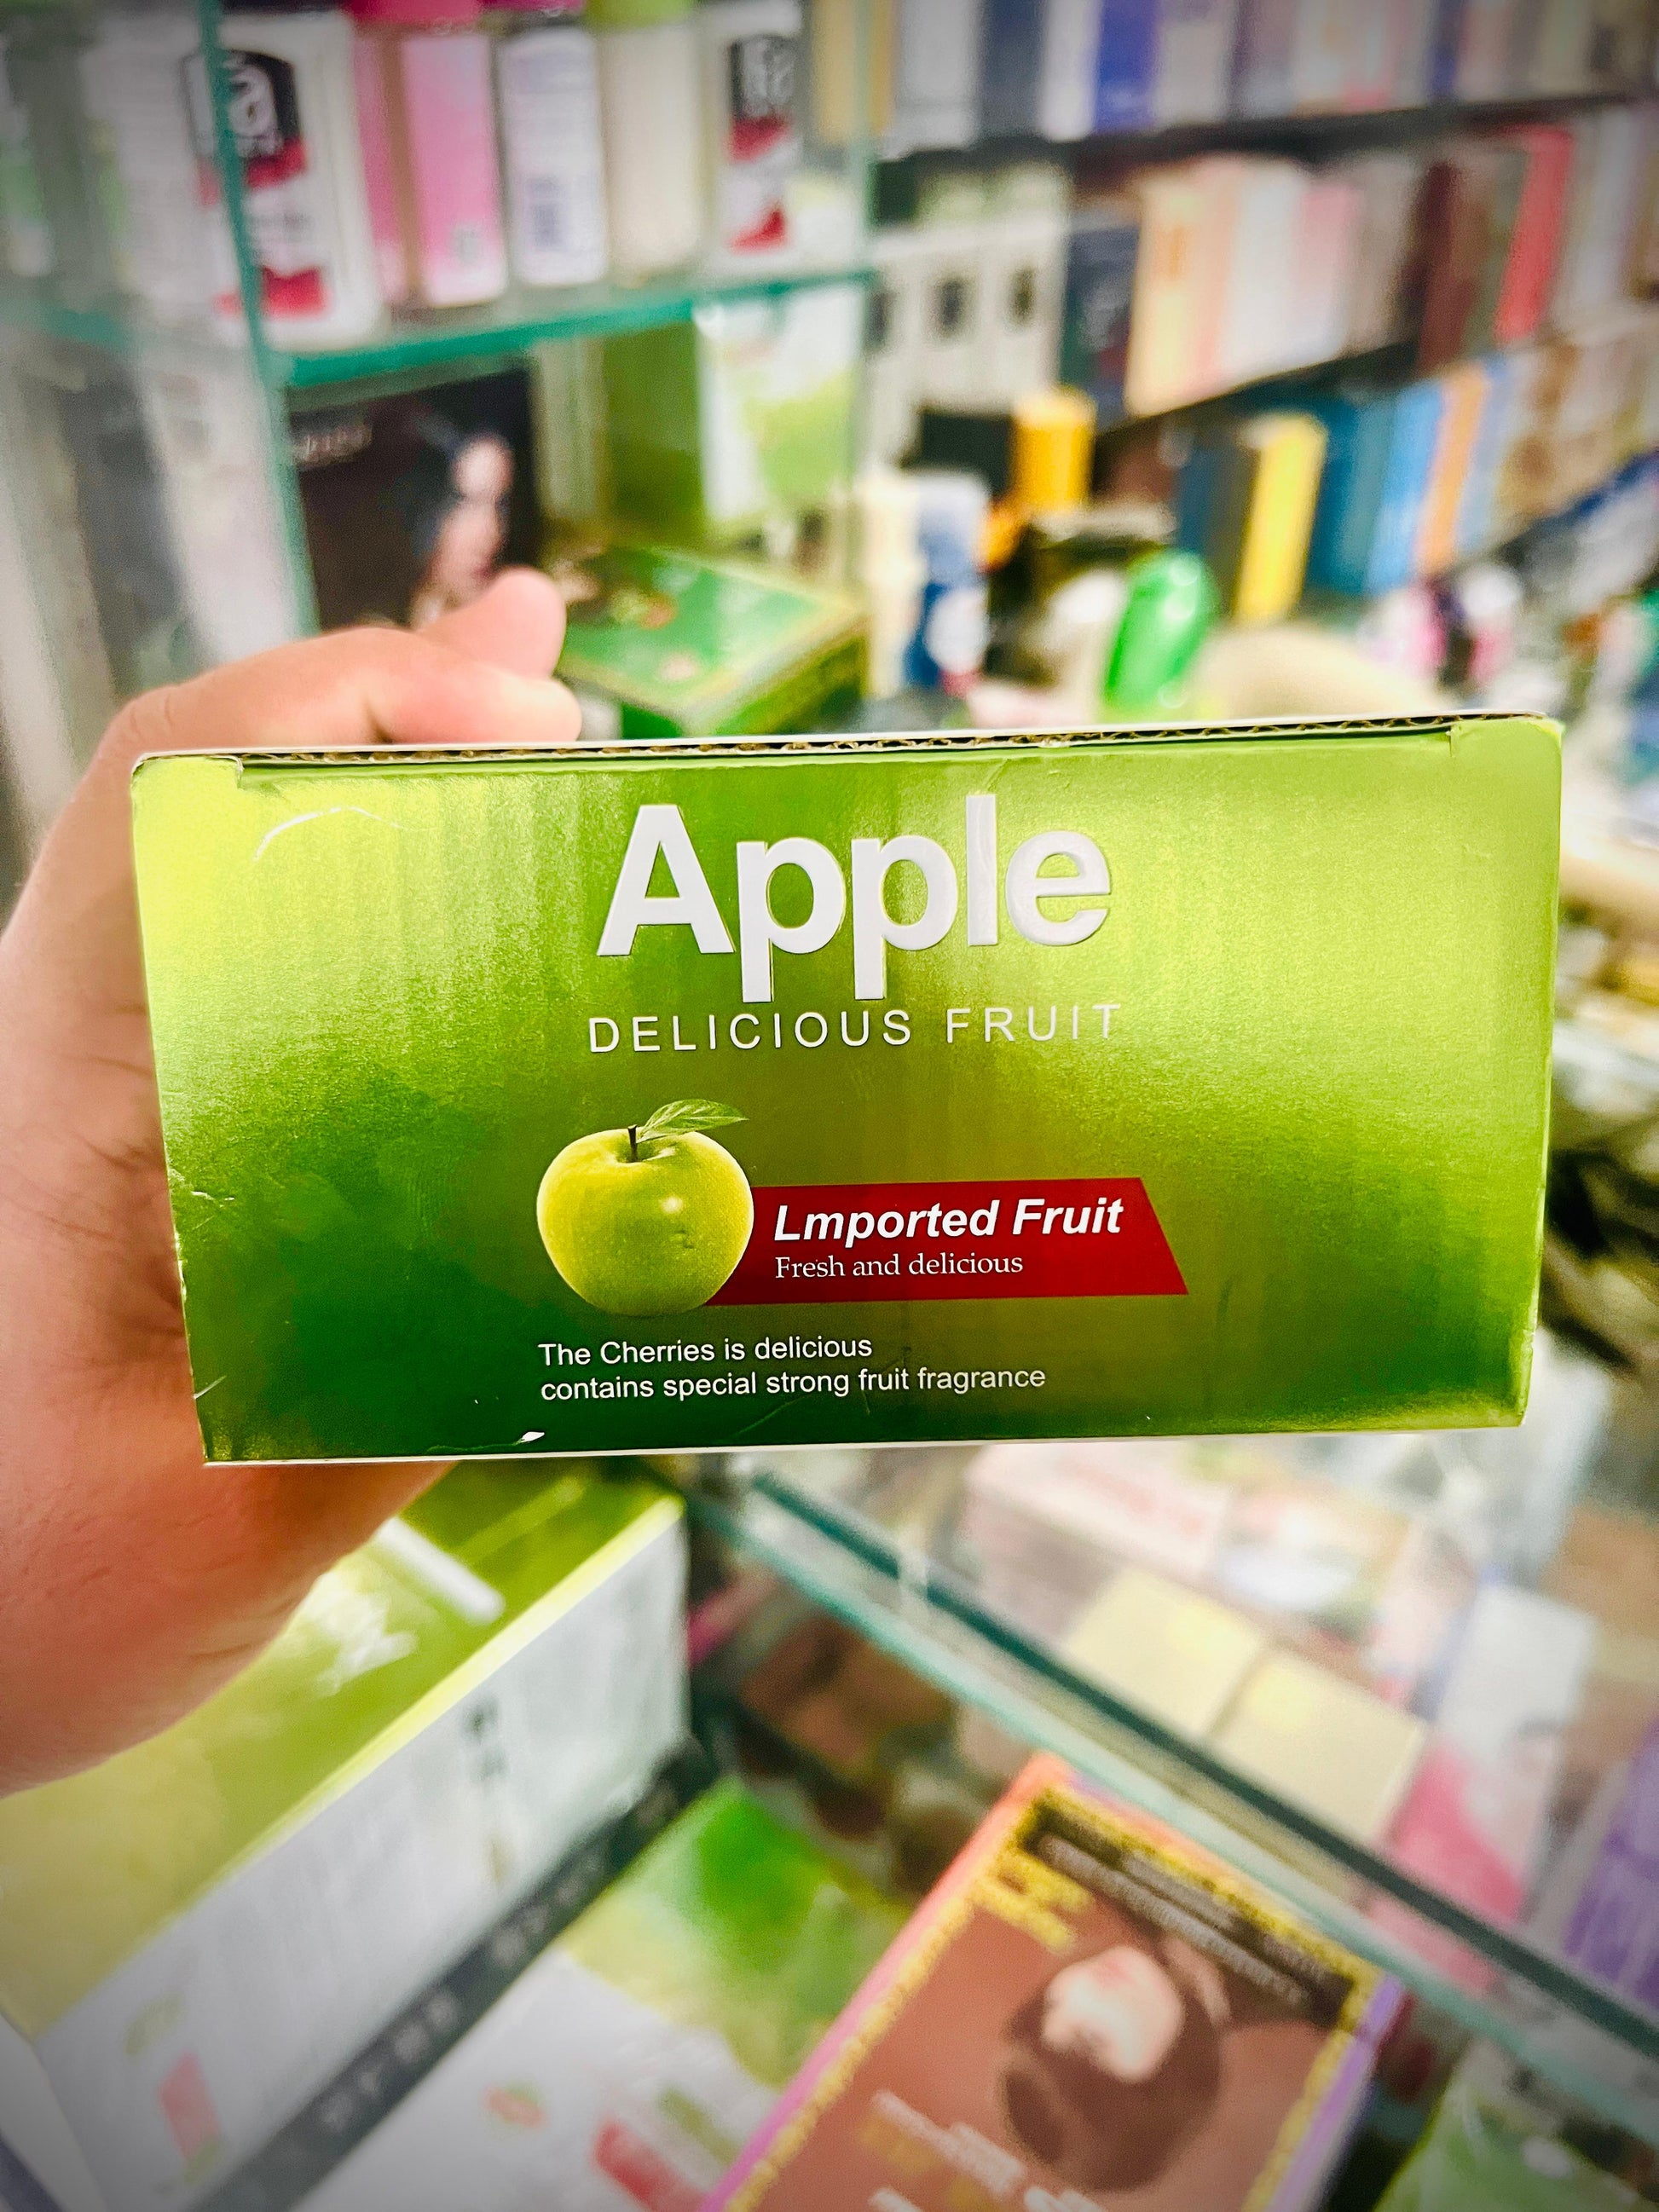 Apple
DELICIOUS FRUIT
Lmported Fruit
Fresh and delicious
The Cherries is delicious
contains special strong fruit fragrance